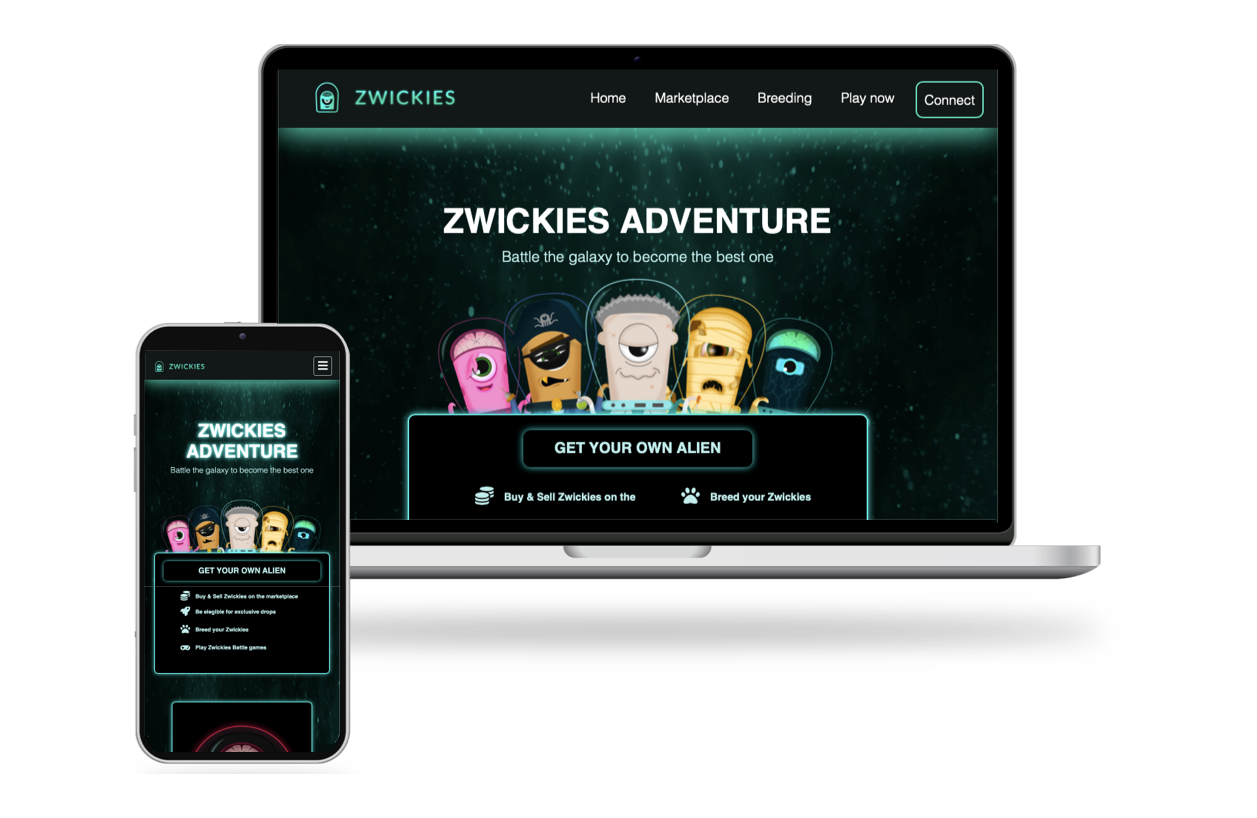 ZWICKIES
Home Marketplace Breeding Play now Connect
ZWICKIES ADVENTURE
Battle the galaxy to become the best one
GET YOUR OWN ALIEN
Buy & Sell Zwickies on the
Breed your Zwickies
ZWICKIES
ZWICKIES
ADVENTURE
Battle the galaxy to become the best one
GET YOUR OWN ALIEN
Buy & Sell Zwickies on the marketplace
Be elegible for exclusive drops
Breed your Zwickies
Play Zwickies Battle games